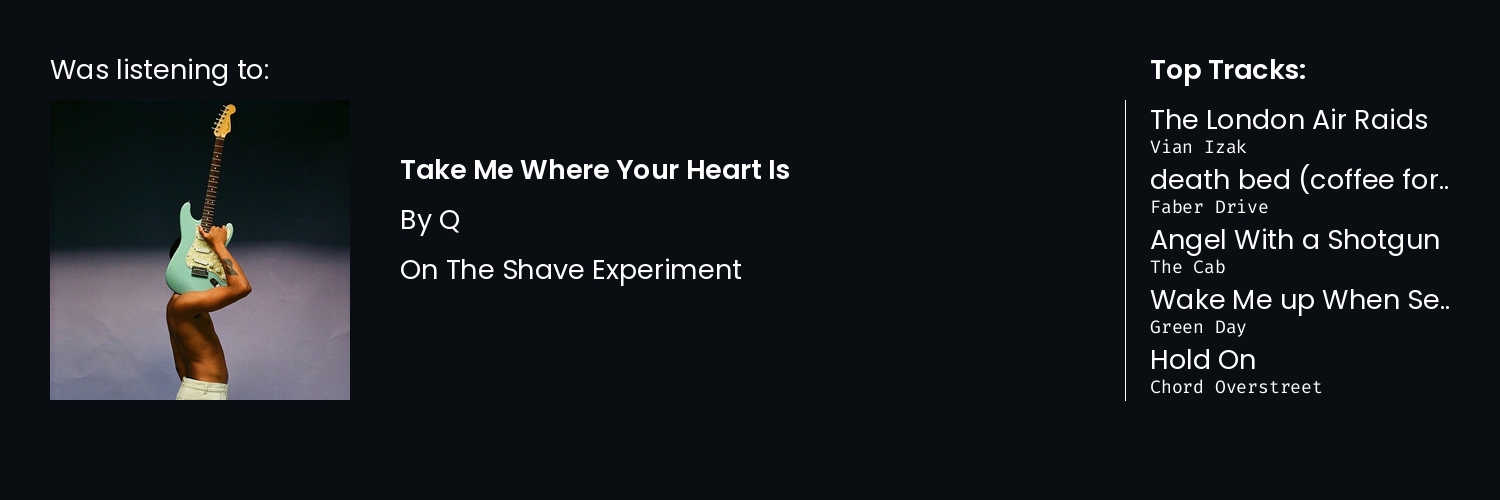 Was listening to:
Take Me Where Your Heart Is
By Q
On The Shave Experiment
Top Tracks:
The London Air Raids
Vian Izak
death bed (coffee for..
Faber Drive
Angel With a Shotgun
The Cab
Wake Me up When Se..
Green Day
Hold On
Chord Overstreet